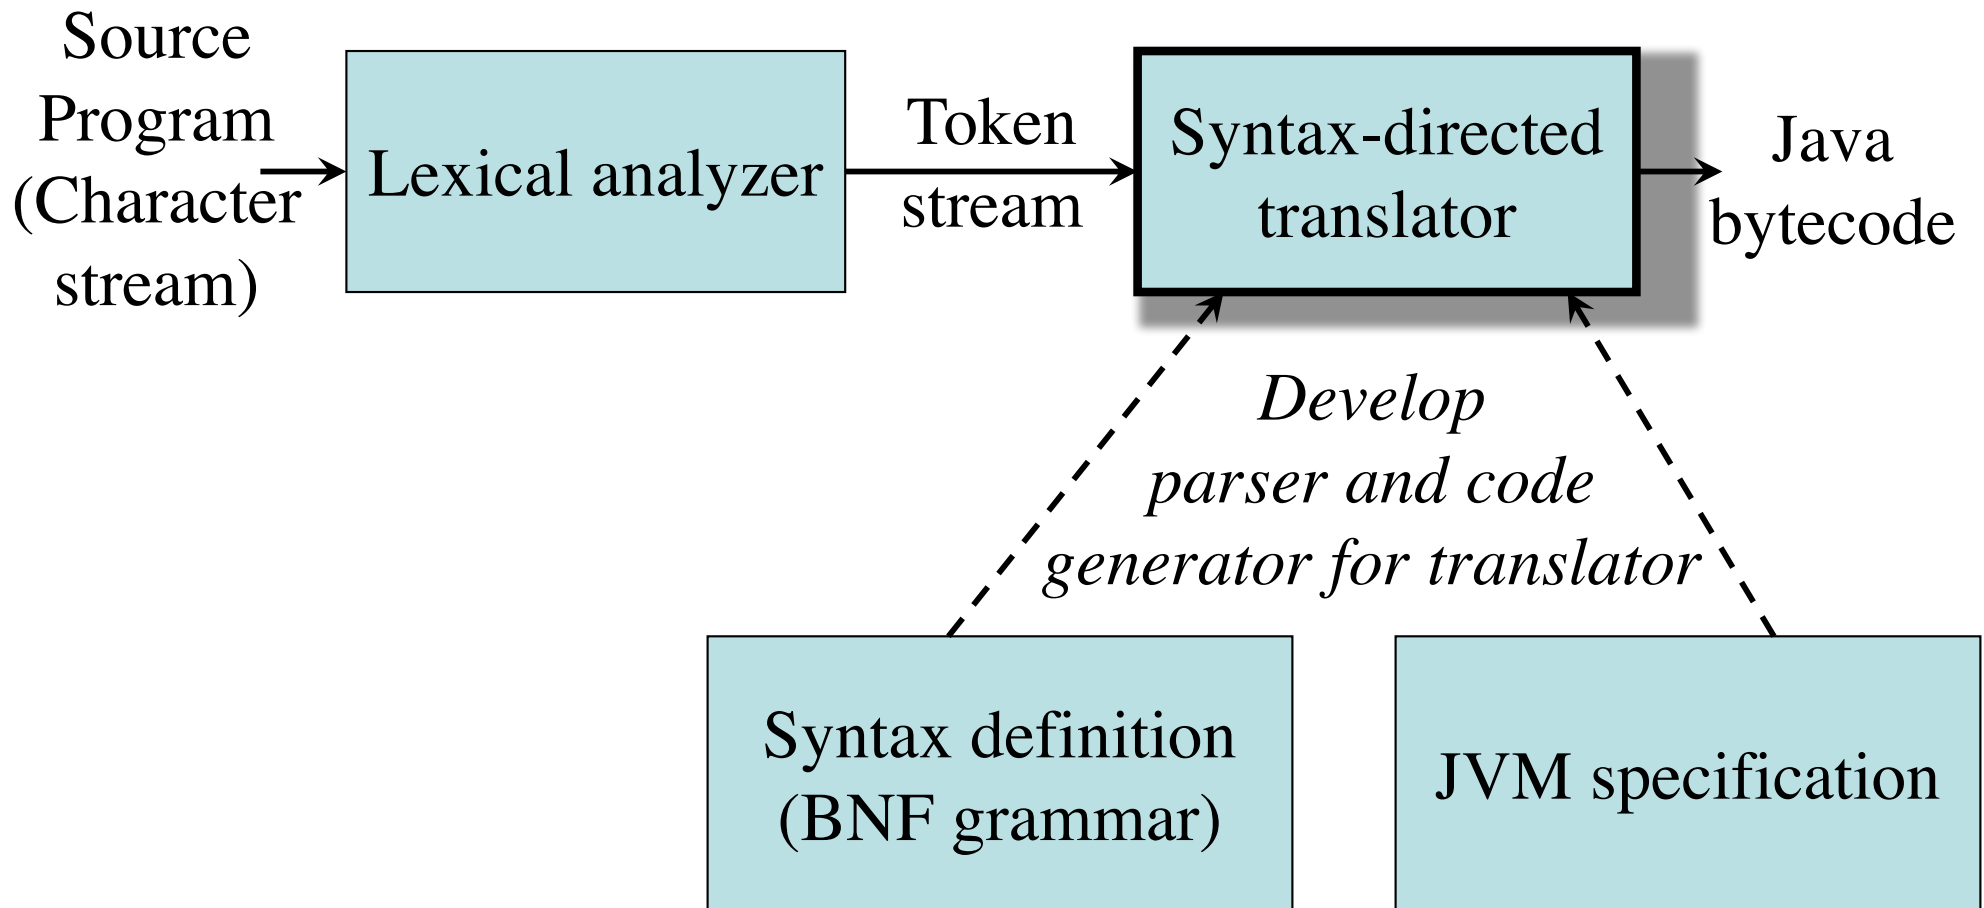 Source
Program
(Character
stream)
Lexical analyzer
Token
stream
Syntax-directed
translator
Java
bytecode
Develop
parser and code
generator for translator
Syntax definition
(BNF grammar)
JVM specification